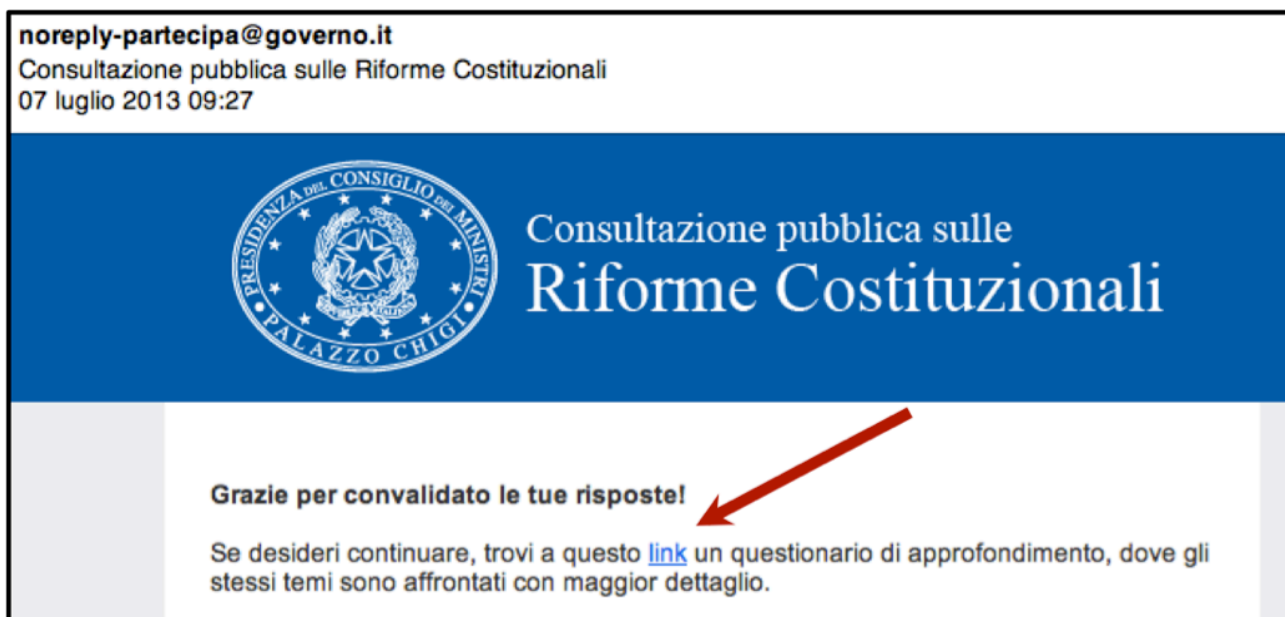 noreply-partecipa@governo.it
Consultazione pubblica sulle Riforme Costituzionali
07 luglio 2013 09:27
PRESIDENZA DEL CONSIGLIO DEI MINISTRI
PALAZZO CHIGI
Consultazione pubblica sulle
Riforme Costituzionali
Grazie per convalidato le tue risposte!
Se desideri continuare, trovi a questo link un questionario di approfondimento, dove gli
stessi temi sono affrontati con maggior dettaglio.